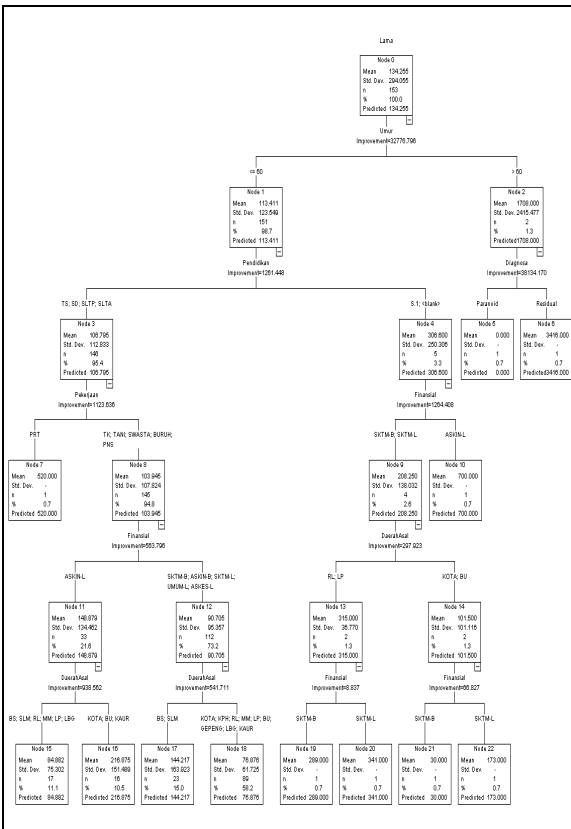 Lama
Node 0
Mean 134.255
Std. Dev. 294.055
n 153
% 100.0
Predicted 134.255
Umur
Improvement=32776.796
<= 60
> 60
Node 1
Mean 113.411
Std. Dev. 123.549
n 151
% 98.7
Predicted 113.411
Node 2
Mean 1708.000
Std. Dev. 2415.477
n 2
% 1.3
Predicted 1708.000
Pendidikan
Improvement=1261.448
Diagnosa
Improvement=38134.170
TS; SD; SLTP; SLTA
S.1; <blank>
Paranoid
Residual
Node 3
Mean 106.795
Std. Dev. 112.833
n 146
% 95.4
Predicted 106.795
Node 4
Mean 306.600
Std. Dev. 250.305
n 5
% 3.3
Predicted 306.600
Node 5
Mean 0.000
Std. Dev. -
n 1
% 0.7
Predicted 0.000
Node 6
Mean 3416.000
Std. Dev. -
n 1
% 0.7
Predicted 3416.000
Pekerjaan
Improvement=1123.636
Finansial
Improvement=1264.408
PRT
TK; TANI; SWASTA; BURUH;
PNS
SKTM-B; SKTM-L
ASKIN-L
Node 7
Mean 520.000
Std. Dev. -
n 1
% 0.7
Predicted 520.000
Node 8
Mean 103.945
Std. Dev. 107.824
n 145
% 94.8
Predicted 103.945
Node 9
Mean 208.250
Std. Dev. 138.032
n 4
% 2.6
Predicted 208.250
Node 10
Mean 700.000
Std. Dev. -
n 1
% 0.7
Predicted 700.000
Finansial
Improvement=563.796
DaerahAsal
Improvement=297.923
ASKIN-L
SKTM-B; ASKIN-B; SKTM-L;
UMUM-L; ASKES-L
RL; LP
KOTA; BU
Node 11
Mean 148.879
Std. Dev. 134.462
n 33
% 21.6
Predicted 148.879
Node 12
Mean 90.705
Std. Dev. 95.357
n 112
% 73.2
Predicted 90.705
Node 13
Mean 315.000
Std. Dev. 36.770
n 2
% 1.3
Predicted 315.000
Node 14
Mean 101.500
Std. Dev. 101.116
n 2
% 1.3
Predicted 101.500
DaerahAsal
Improvement=938.562
DaerahAsal
Improvement=541.711
Finansial
Improvement=8.837
Finansial
Improvement=66.827
BS; SLM; RL; MM; LP; LBG
KOTA; BU; KAUR
BS; SLM
KOTA; KPH; RL; MM; LP; BU;
GEPENG; LBG; KAUR
SKTM-B
SKTM-L
SKTM-B
SKTM-L
Node 15
Mean 84.882
Std. Dev. 75.302
n 17
% 11.1
Predicted 84.882
Node 16
Mean 216.875
Std. Dev. 151.489
n 16
% 10.5
Predicted 216.875
Node 17
Mean 144.217
Std. Dev. 163.923
n 23
% 15.0
Predicted 144.217
Node 18
Mean 76.876
Std. Dev. 61.725
n 89
% 58.2
Predicted 76.876
Node 19
Mean 289.000
Std. Dev. -
n 1
% 0.7
Predicted 289.000
Node 20
Mean 341.000
Std. Dev. -
n 1
% 0.7
Predicted 341.000
Node 21
Mean 30.000
Std. Dev. -
n 1
% 0.7
Predicted 30.000
Node 22
Mean 173.000
Std. Dev. -
n 1
% 0.7
Predicted 173.000